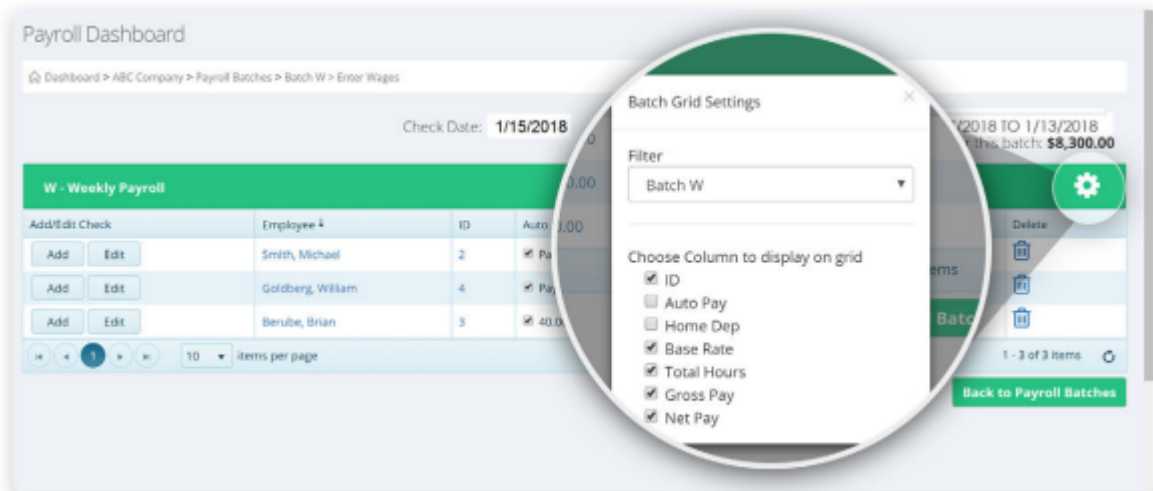 Payroll Dashboard
Dashboard > ABC Company > Payroll Batches > Batch W > Enter Wages
Check Date: 1/15/2018
/2018 TO 1/13/2018
this batch: $8,300.00
W - Weekly Payroll
Add/Edit Check Employee ID Auto Delete
Add Edit Smith, Michael 2
Add Edit Goldberg, William 4
Add Edit Berube, Brian 3
1 10 items per page 1 - 3 of 3 items
Back to Payroll Batches
Batch Grid Settings
Filter
Batch W
Choose Column to display on grid
ID
Auto Pay
Home Dep
Base Rate
Total Hours
Gross Pay
Net Pay